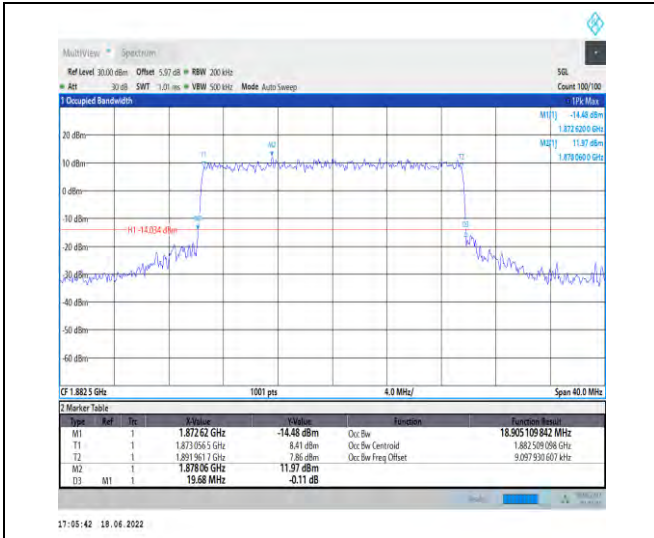 MultiView Spectrum
Ref Level 30.00 dBm Offset 5.97 dB RBW 200 kHz SGL
Att 30 dB SWT 1.01 ms VBW 500 kHz Mode Auto Sweep Count 100/100
1 Occupied Bandwidth 1Pk Max
M1[1] -14.48 dBm
1.872 620 0 GHz
M2[1] 11.97 dBm
1.878 060 0 GHz
20 dBm
M2
T1 T2
10 dBm
0 dBm
-10 dBm
H1 -14.034 dBm
D3
-20 dBm
-30 dBm
-40 dBm
-50 dBm
-60 dBm
CF 1.882 5 GHz 1001 pts 4.0 MHz/ Span 40.0 MHz
2 Marker Table
Type Ref Trc X-Value Y-Value Function Function Result
M1 1 1.872 62 GHz -14.48 dBm Occ Bw 18.905 109 842 MHz
T1 1 1.873 056 5 GHz 8.41 dBm Occ Bw Centroid 1.882 509 098 GHz
T2 1 1.891 961 7 GHz 7.86 dBm Occ Bw Freq Offset 9.097 930 607 kHz
M2 1 1.878 06 GHz 11.97 dBm
D3 M1 1 19.68 MHz -0.11 dB
17:05:42 18.06.2022